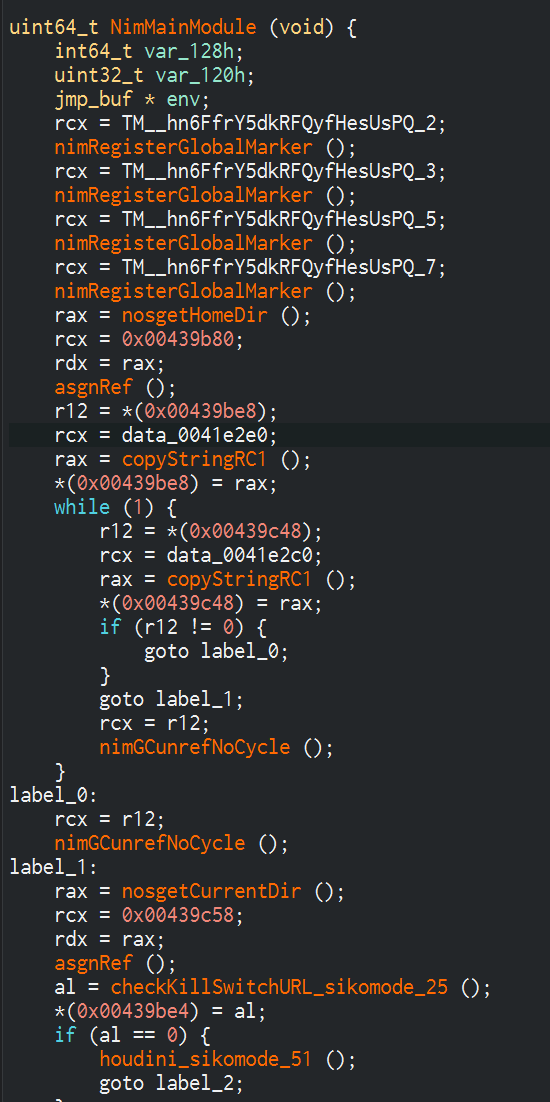 uint64_t NimMainModule (void) {
int64_t var_128h;
uint32_t var_120h;
jmp_buf * env;
rcx = TM__hn6FfrY5dkRFQyfHesUsPQ_2;
nimRegisterGlobalMarker ();
rcx = TM__hn6FfrY5dkRFQyfHesUsPQ_3;
nimRegisterGlobalMarker ();
rcx = TM__hn6FfrY5dkRFQyfHesUsPQ_5;
nimRegisterGlobalMarker ();
rcx = TM__hn6FfrY5dkRFQyfHesUsPQ_7;
nimRegisterGlobalMarker ();
rax = nosgetHomeDir ();
rcx = 0x00439b80;
rdx = rax;
asgnRef ();
r12 = *(0x00439be8);
rcx = data_0041e2e0;
rax = copyStringRC1 ();
*(0x00439be8) = rax;
while (1) {
r12 = *(0x00439c48);
rcx = data_0041e2c0;
rax = copyStringRC1 ();
*(0x00439c48) = rax;
if (r12 != 0) {
goto label_0;
}
goto label_1;
rcx = r12;
nimGCunrefNoCycle ();
}
label_0:
rcx = r12;
nimGCunrefNoCycle ();
label_1:
rax = nosgetCurrentDir ();
rcx = 0x00439c58;
rdx = rax;
asgnRef ();
al = checkKillSwitchURL_sikomode_25 ();
*(0x00439be4) = al;
if (al == 0) {
houdini_sikomode_51 ();
goto label_2;
}